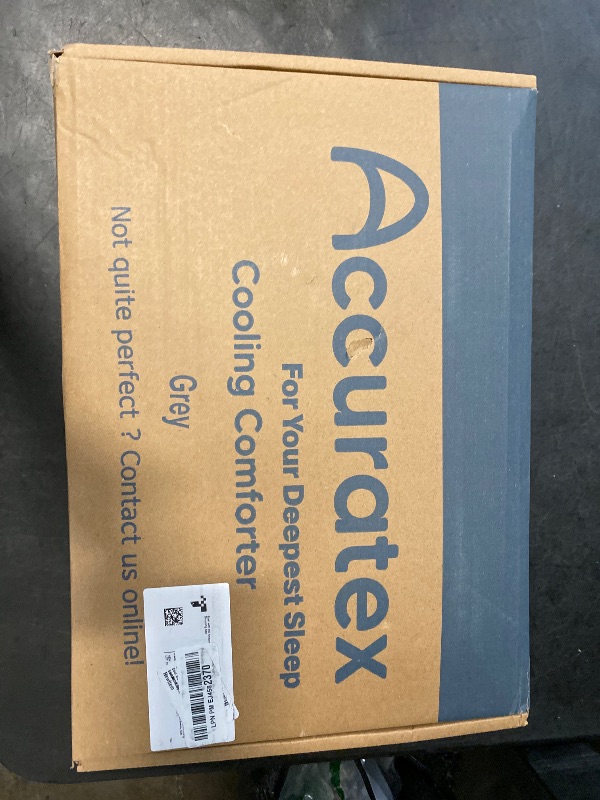 Accuratex
For Your Deepest Sleep
Cooling Comforter
Grey
Not quite perfect ? Contact us online!